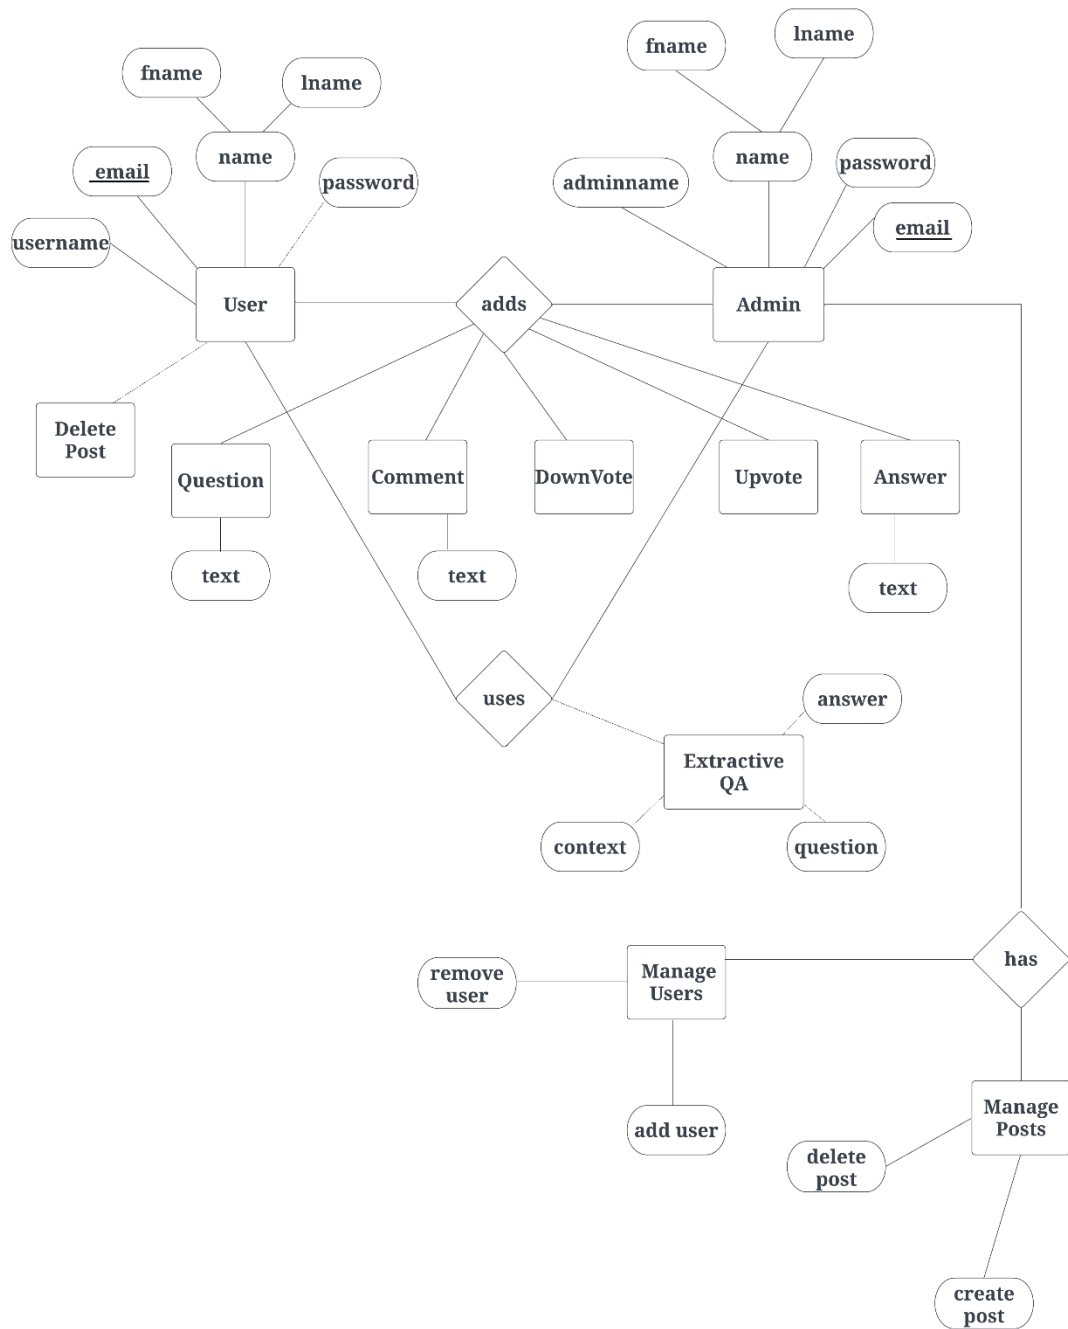 fname
lname
name
email
password
username
User
fname
lname
name
adminname
password
email
Admin
adds
Delete
Post
Question
Comment
DownVote
Upvote
Answer
text
text
text
uses
answer
Extractive
QA
context
question
has
Manage
Users
remove
user
add user
Manage
Posts
delete
post
create
post